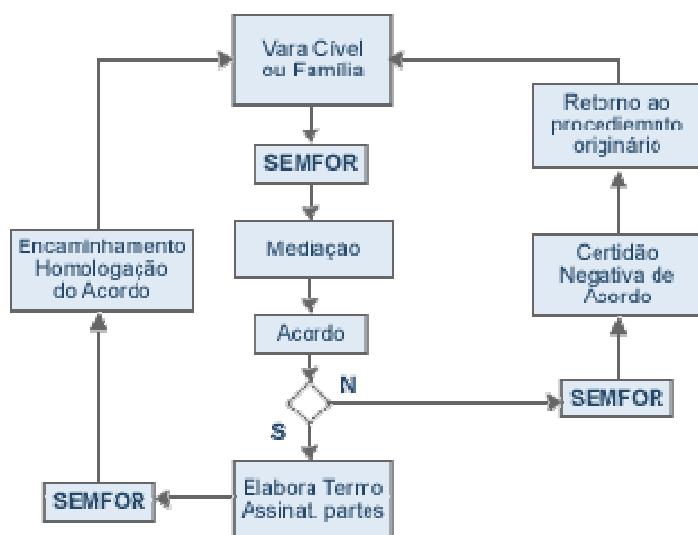 Vara Cível
ou Família
SEMFOR
Mediação
Acordo
N
S
Elabora Termo
Assinat. partes
SEMFOR
Encaminhamento
Homologação
do Acordo
SEMFOR
Certidão
Negativa de
Acordo
Retorno ao
procediemnto
originário